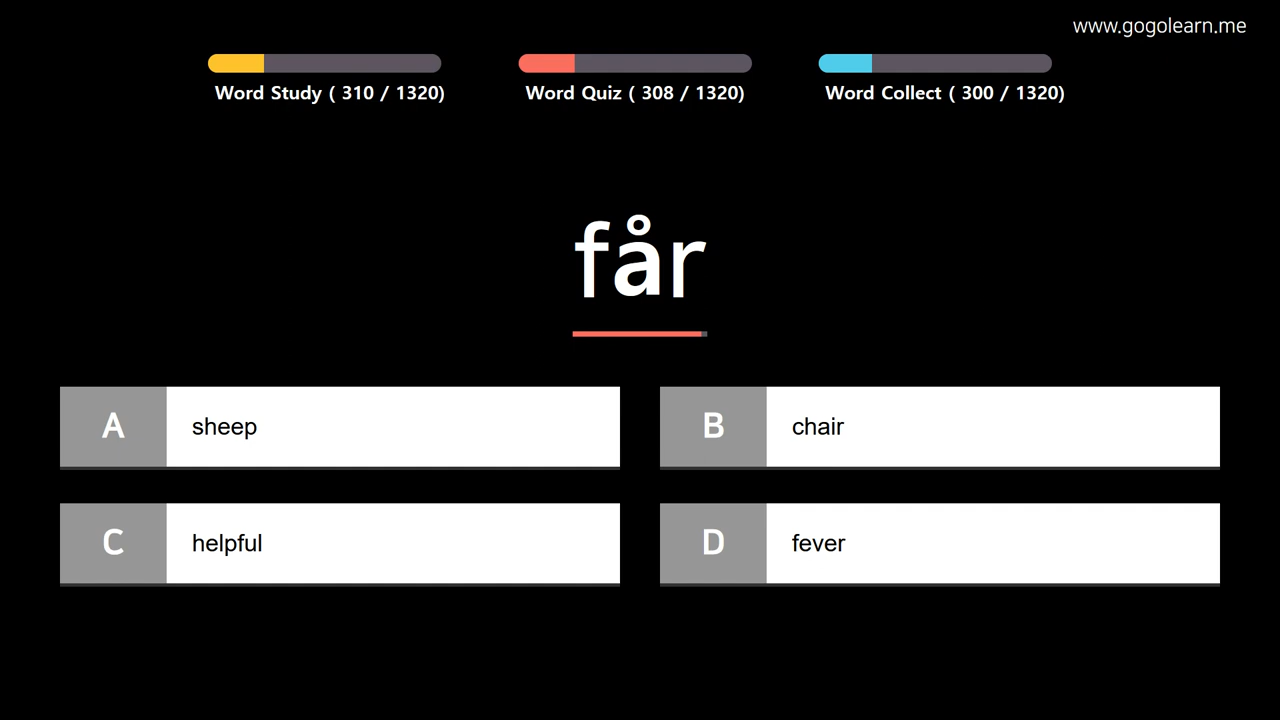 www.gogolearn.me
Word Study ( 310 / 1320)
Word Quiz ( 308 / 1320)
Word Collect ( 300 / 1320)
får
A sheep
B chair
C helpful
D fever